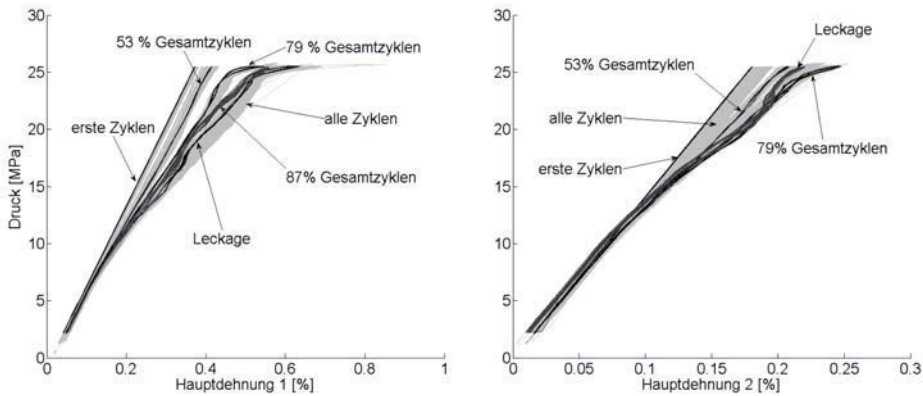 30
25
20
15
10
5
0
Druck [MPa]
53 % Gesamtzyklen
79 % Gesamtzyklen
erste Zyklen
alle Zyklen
87% Gesamtzyklen
Leckage
0
0.2
0.4
0.6
0.8
1
Hauptdehnung 1 [%]
30
25
20
15
10
5
0
Leckage
53% Gesamtzyklen
alle Zyklen
79% Gesamtzyklen
erste Zyklen
0
0.05
0.1
0.15
0.2
0.25
0.3
Hauptdehnung 2 [%]